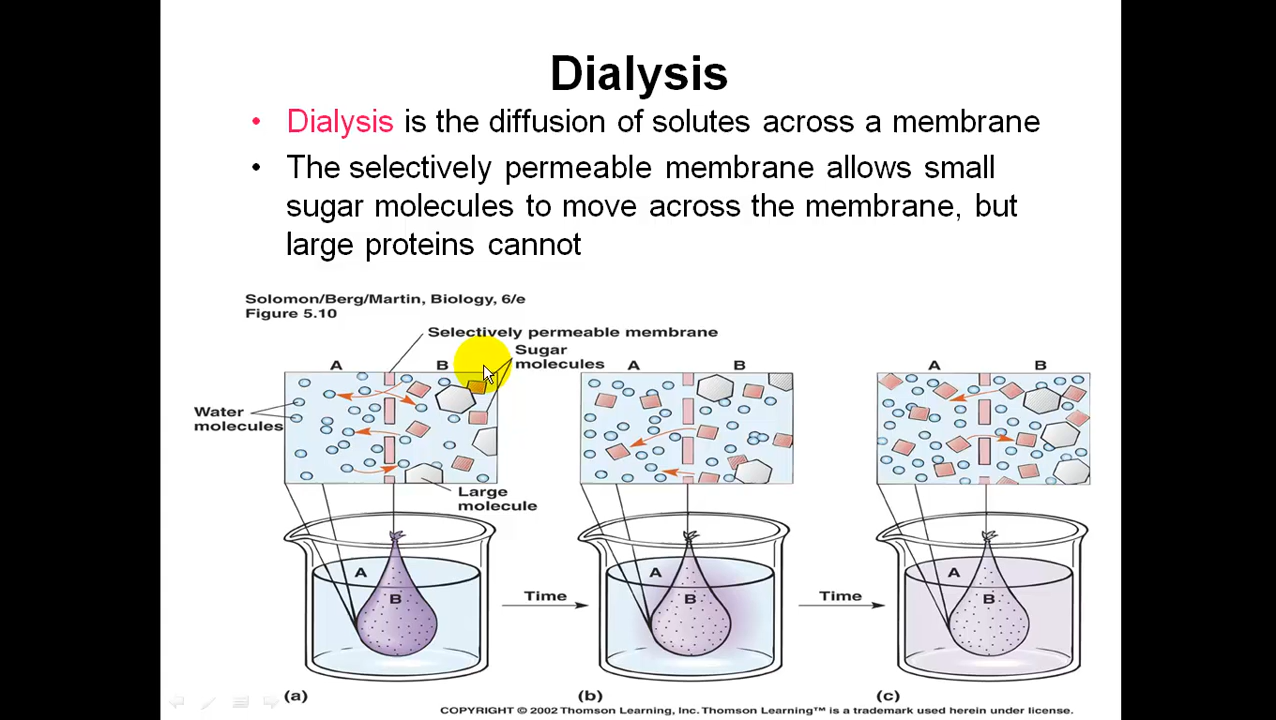 Dialysis
• Dialysis is the diffusion of solutes across a membrane
• The selectively permeable membrane allows small
sugar molecules to move across the membrane, but
large proteins cannot
Solomon/Berg/Martin, Biology, 6/e
Figure 5.10
Selectively permeable membrane
Sugar
molecules
A B A B A B
Water
molecules
Large
molecule
A A A
B B B
Time Time
(a) (b) (c)
COPYRIGHT © 2002 Thomson Learning, Inc. Thomson Learning™ is a trademark used herein under license.